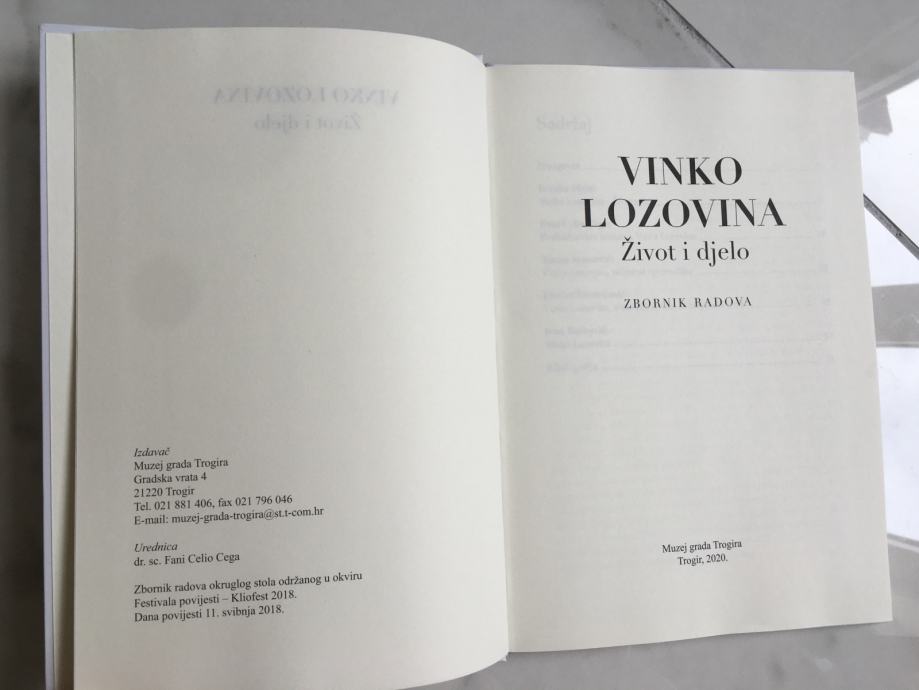 Izdavač
Muzej grada Trogira
Gradska vrata 4
21220 Trogir
Tel. 021 881 406, fax 021 796 046
E-mail: muzej-grada-trogira@st.t-com.hr
Urednica
dr. sc. Fani Celio Cega
Zbornik radova okruglog stola održanog u okviru
Festivala povijesti – Kliofest 2018.
Dana povijesti 11. svibnja 2018.
VINKO
LOZOVINA
Život i djelo
ZBORNIK RADOVA
Muzej grada Trogira
Trogir, 2020.
Sadržaj